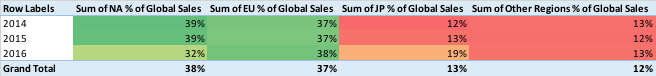 Row Labels Sum of NA % of Global Sales Sum of EU % of Global Sales Sum of JP % of Global Sales Sum of Other Regions % of Global Sales
2014 39% 37% 12% 13%
2015 39% 37% 13% 12%
2016 32% 38% 19% 13%
Grand Total 38% 37% 13% 12%